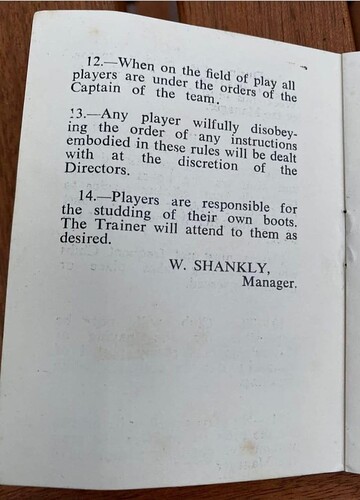 12.—When on the field of play all
players are under the orders of the
Captain of the team.
13.—Any player wilfully disobey-
ing the order of any instructions
embodied in these rules will be dealt
with at the discretion of the
Directors.
14.—Players are responsible for
the studding of their own boots.
The Trainer will attend to them as
desired.
W. SHANKLY,
Manager.